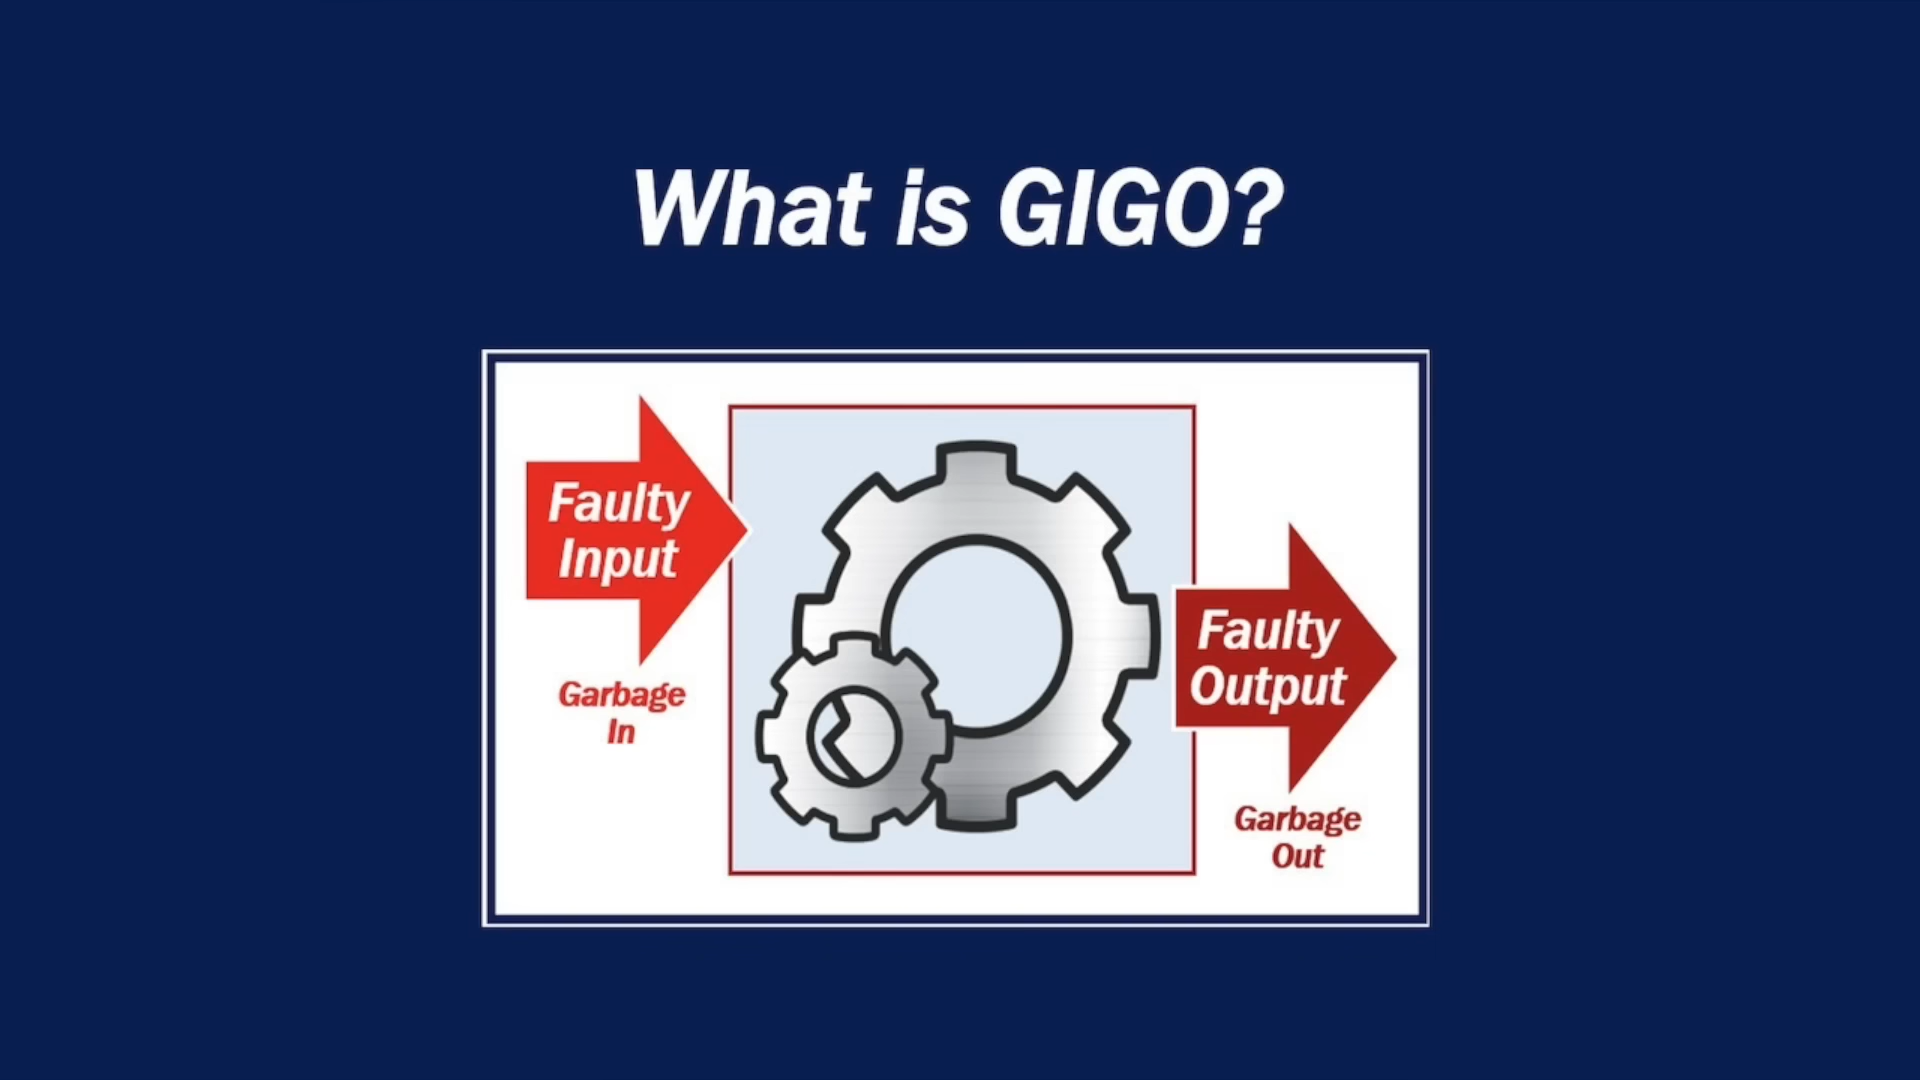 What is GIGO?
Faulty
Input
Garbage
In
Faulty
Output
Garbage
Out